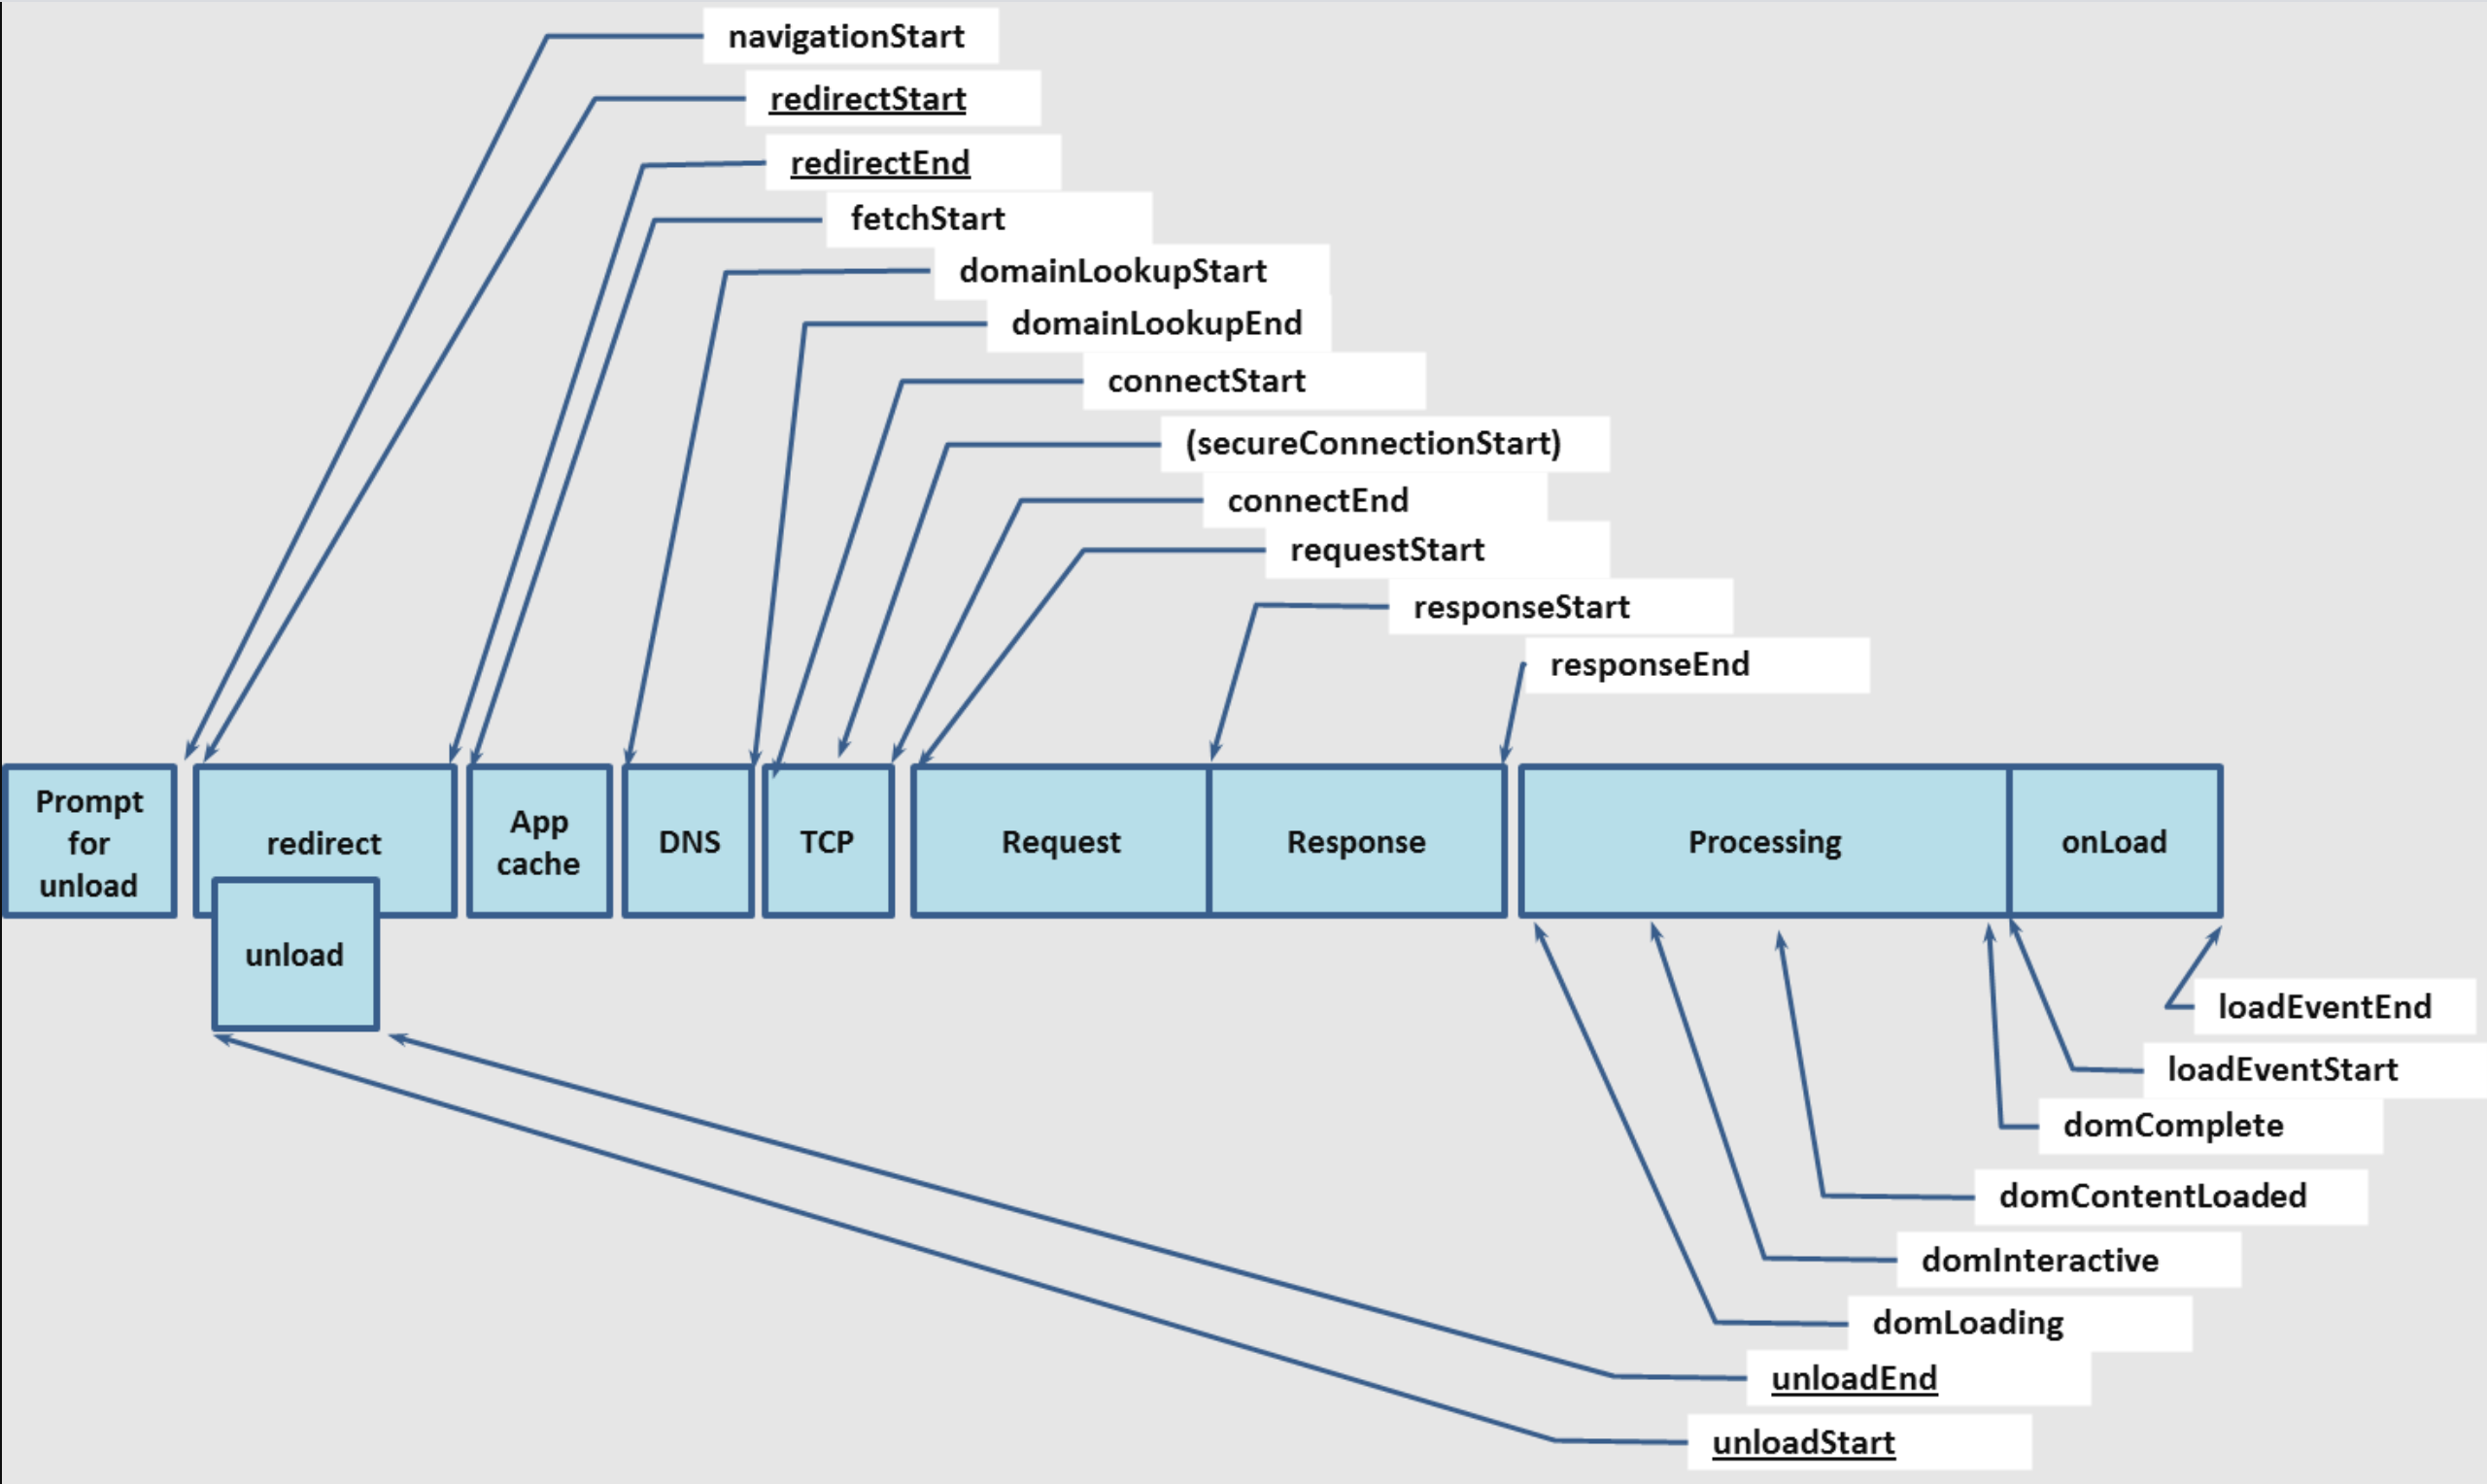 navigationStart
redirectStart
redirectEnd
fetchStart
domainLookupStart
domainLookupEnd
connectStart
(secureConnectionStart)
connectEnd
requestStart
responseStart
responseEnd
Prompt
for
unload
redirect
unload
App
cache
DNS
TCP
Request
Response
Processing
onLoad
loadEventEnd
loadEventStart
domComplete
domContentLoaded
domInteractive
domLoading
unloadEnd
unloadStart